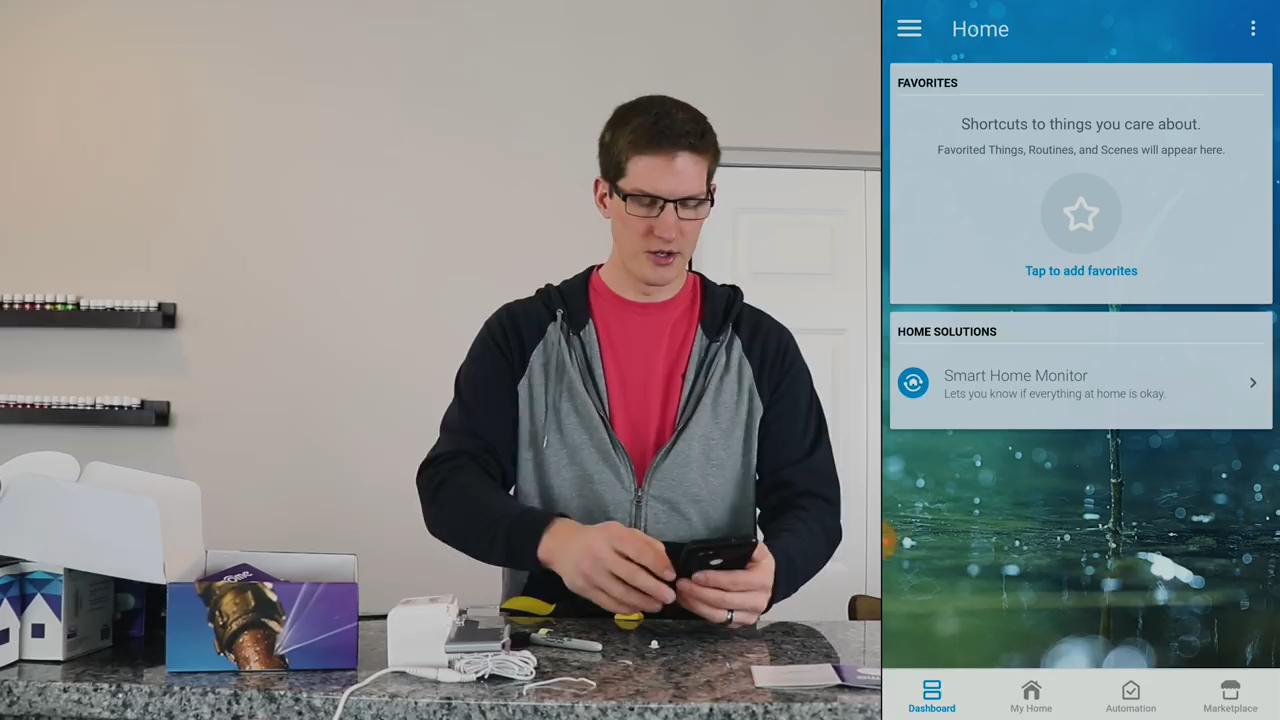 Home
FAVORITES
Shortcuts to things you care about.
Favorited Things, Routines, and Scenes will appear here.
Tap to add favorites
HOME SOLUTIONS
Smart Home Monitor
Lets you know if everything at home is okay.
Dashboard
My Home
Automation
Marketplace